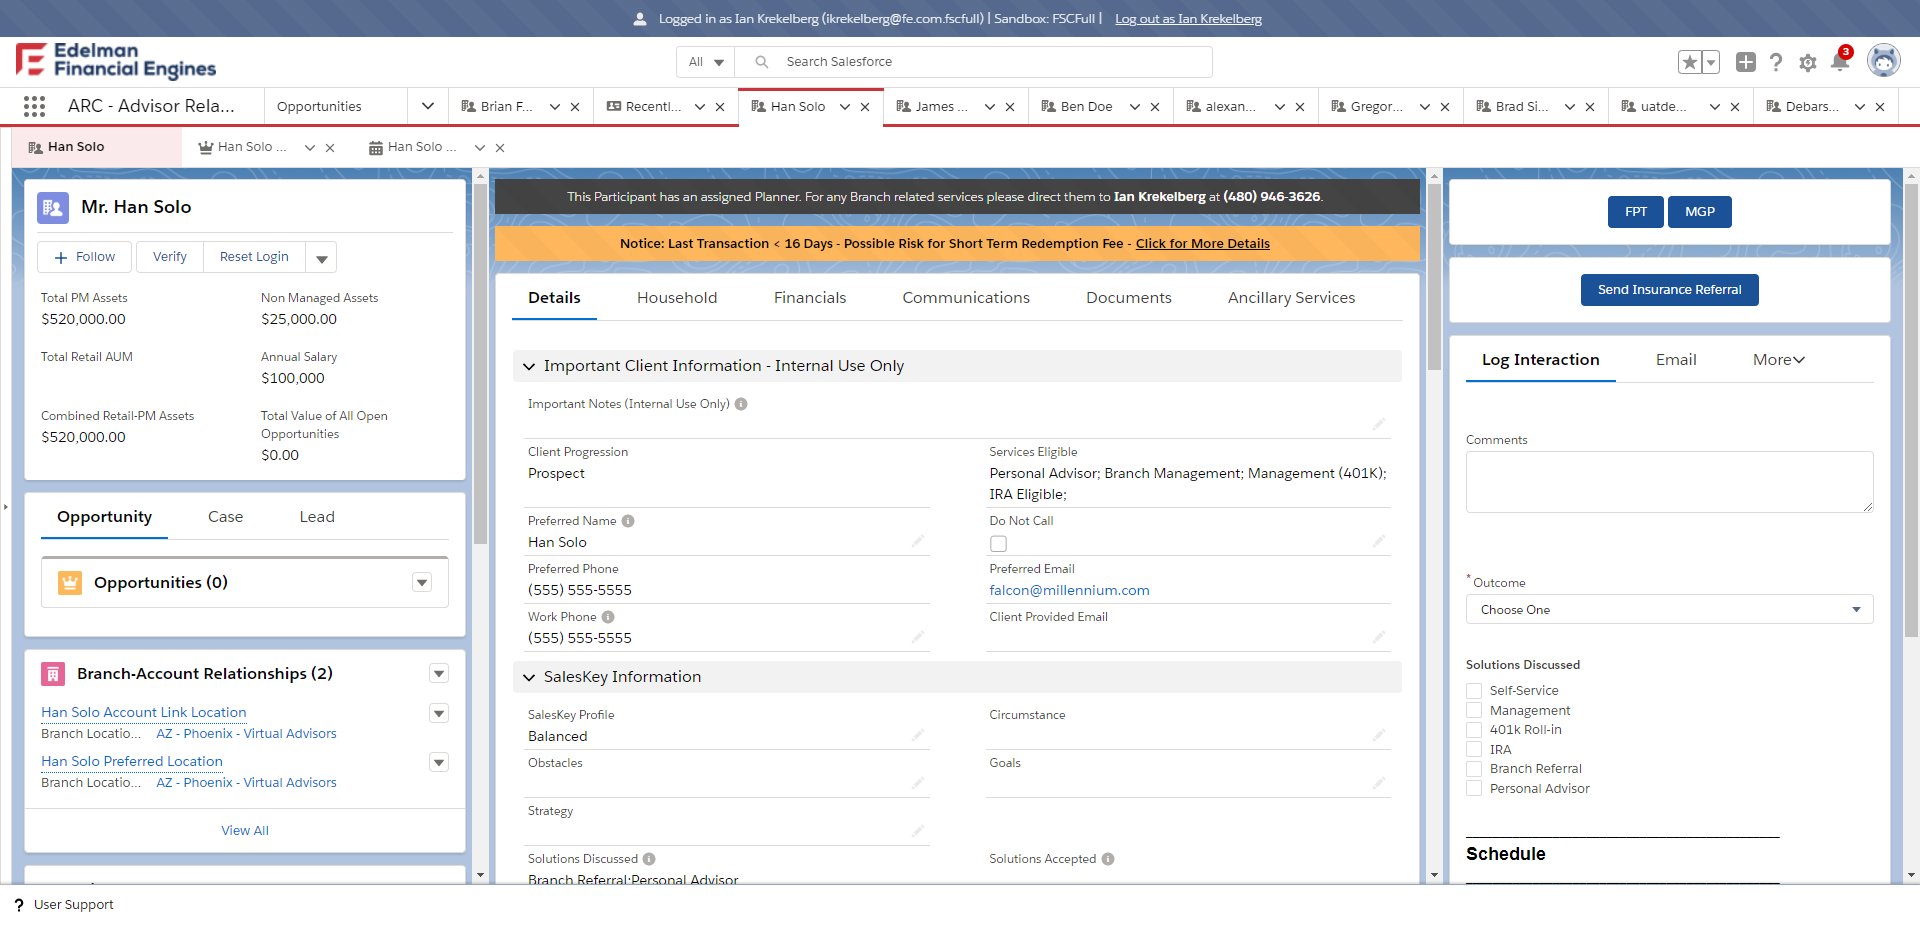 Logged in as Ian Krekelberg (ikrekelberg@fe.com.fscfull) | Sandbox: FSCFull | Log out as Ian Krekelberg
Edelman
Financial Engines
All
Search Salesforce
3
ARC - Advisor Rela...
Opportunities
Brian F...
Recentl...
Han Solo
James ...
Ben Doe
alexan...
Gregor...
Brad Si...
uatde...
Debars...
Han Solo
Han Solo ...
Han Solo ...
Mr. Han Solo
Follow
Verify
Reset Login
Total PM Assets
$520,000.00
Non Managed Assets
$25,000.00
Total Retail AUM
Annual Salary
$100,000
Combined Retail-PM Assets
$520,000.00
Total Value of All Open
Opportunities
$0.00
Opportunity
Case
Lead
Opportunities (0)
Branch-Account Relationships (2)
Han Solo Account Link Location
Branch Locatio... AZ - Phoenix - Virtual Advisors
Han Solo Preferred Location
Branch Locatio... AZ - Phoenix - Virtual Advisors
View All
This Participant has an assigned Planner. For any Branch related services please direct them to Ian Krekelberg at (480) 946-3626.
Notice: Last Transaction < 16 Days - Possible Risk for Short Term Redemption Fee - Click for More Details
Details
Household
Financials
Communications
Documents
Ancillary Services
Important Client Information - Internal Use Only
Important Notes (Internal Use Only)
Client Progression
Prospect
Services Eligible
Personal Advisor; Branch Management; Management (401K);
IRA Eligible;
Preferred Name
Han Solo
Do Not Call
Preferred Phone
(555) 555-5555
Preferred Email
falcon@millennium.com
Work Phone
(555) 555-5555
Client Provided Email
SalesKey Information
SalesKey Profile
Balanced
Circumstance
Obstacles
Goals
Strategy
Solutions Discussed
Branch Referral;Personal Advisor
Solutions Accepted
FPT
MGP
Send Insurance Referral
Log Interaction
Email
More
Comments
* Outcome
Choose One
Solutions Discussed
Self-Service
Management
401k Roll-in
IRA
Branch Referral
Personal Advisor
Schedule
? User Support